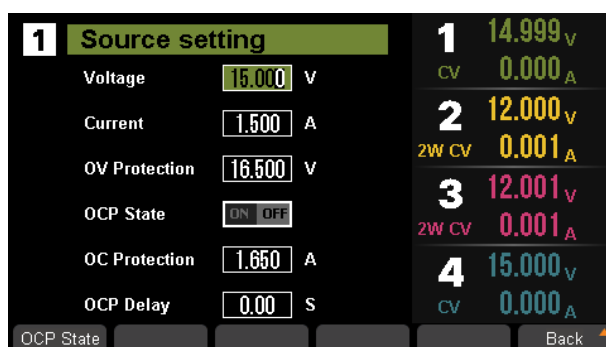 1 Source setting
Voltage 15.000 V
Current 1.500 A
OV Protection 16.500 V
OCP State ON OFF
OC Protection 1.650 A
OCP Delay 0.00 S
1 14.999 V
CV 0.000 A
2 12.000 V
2W CV 0.001 A
3 12.001 V
2W CV 0.001 A
4 15.000 V
CV 0.000 A
OCP State Back